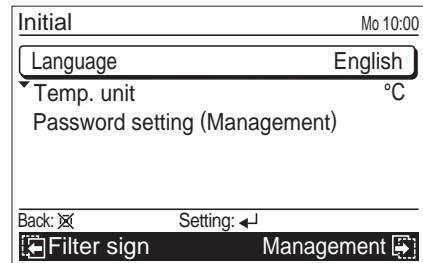 Initial Mo 10:00
Language English
Temp. unit °C
Password setting (Management)
Back: Setting:
Filter sign Management